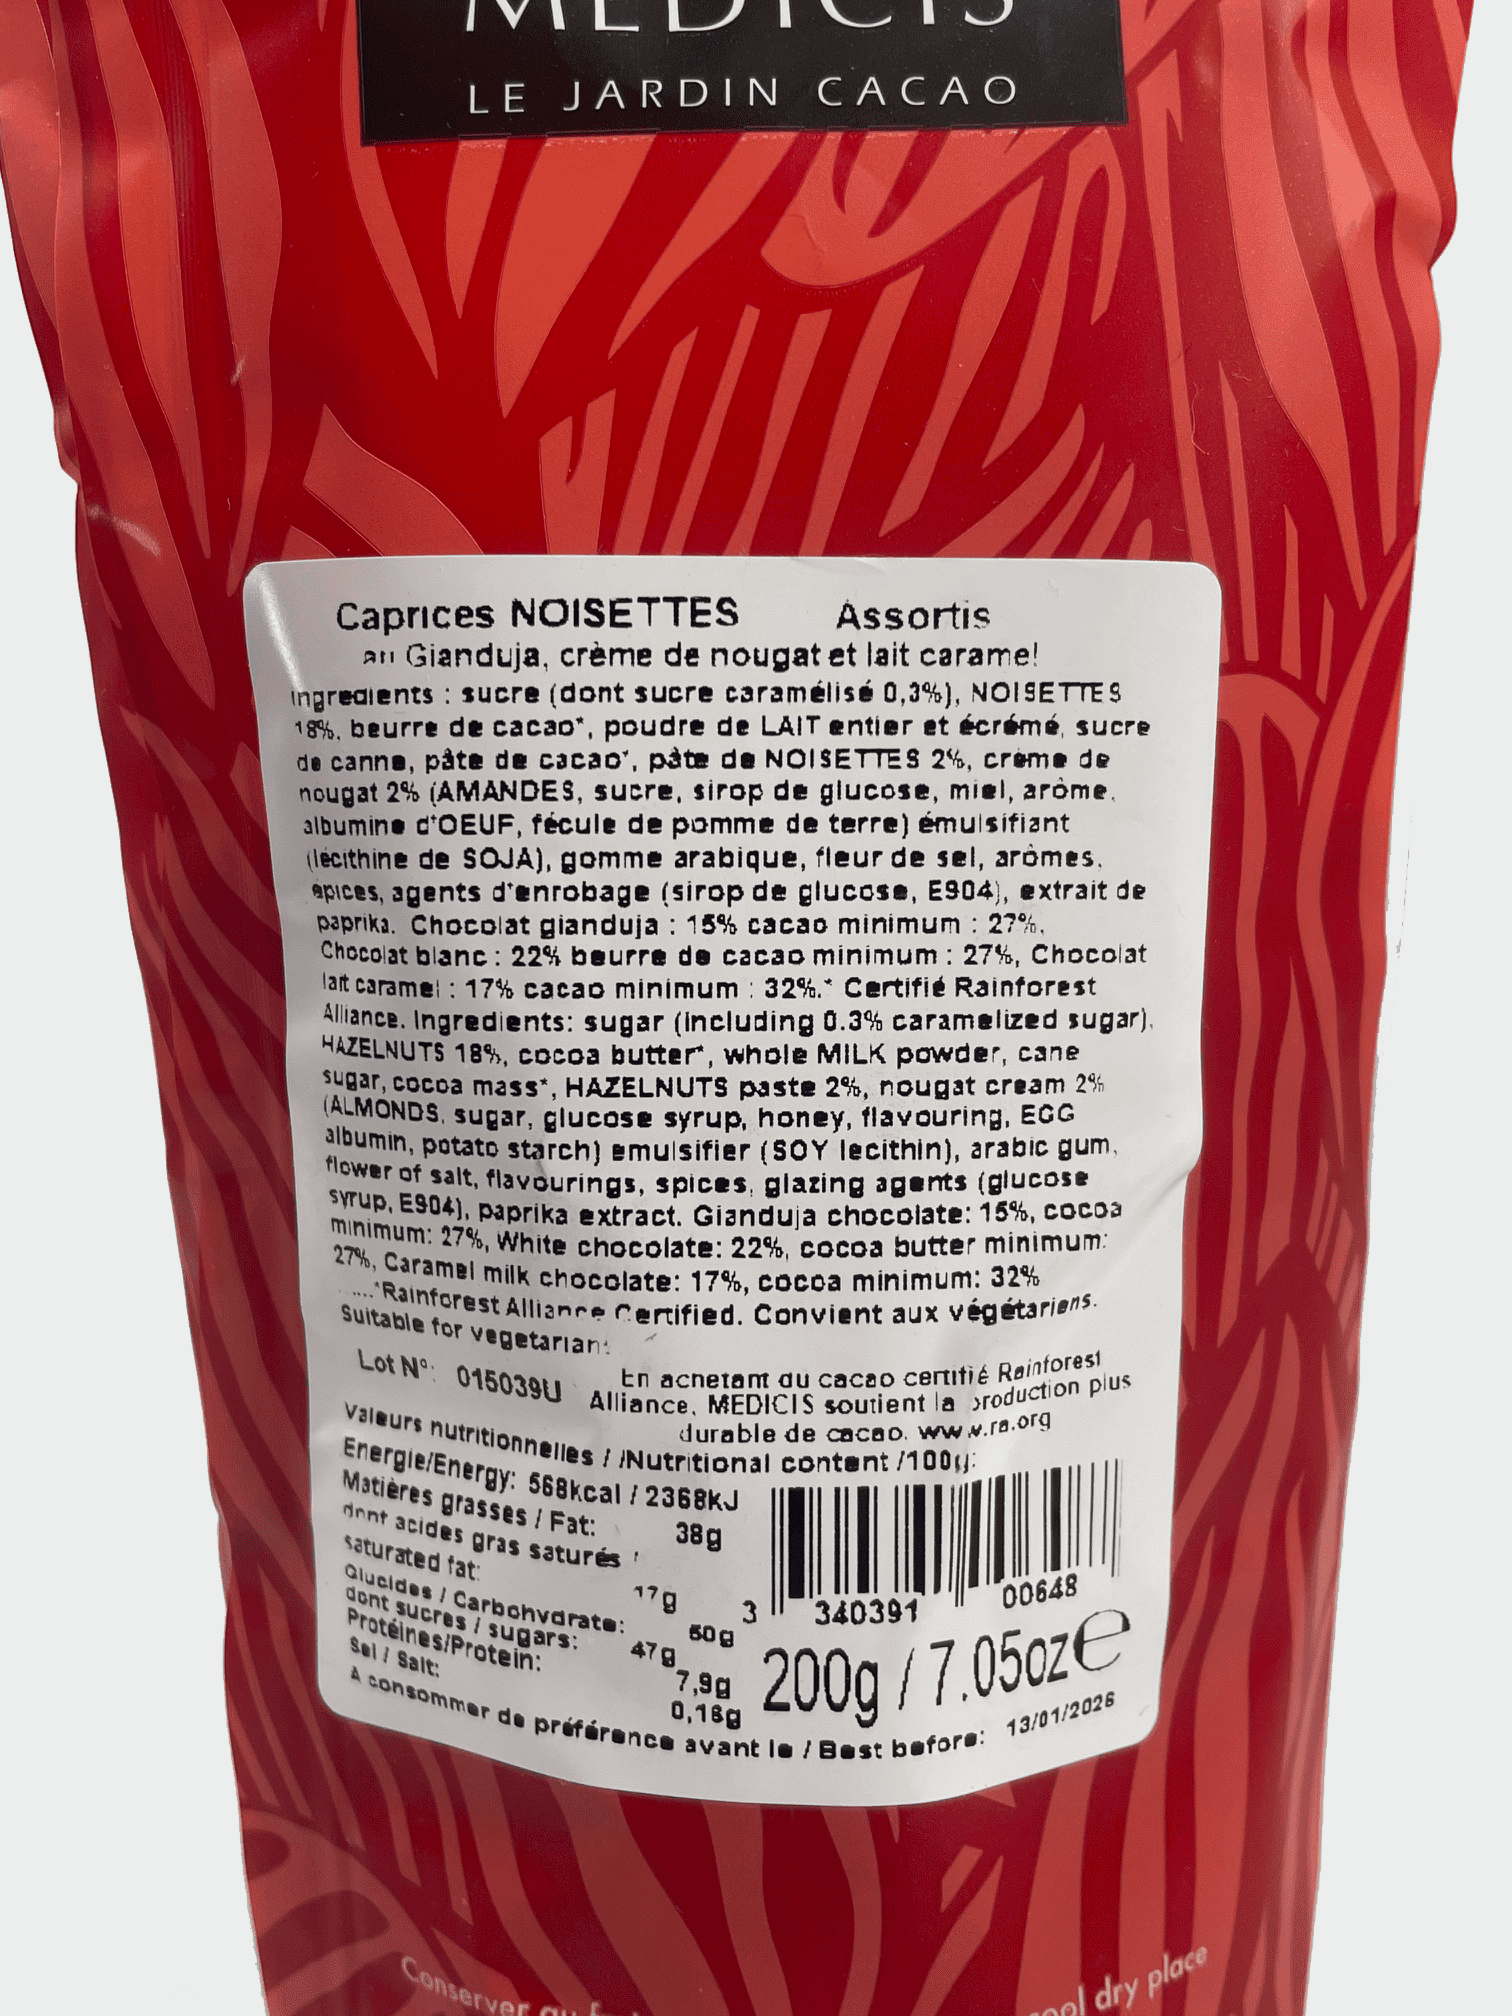 MEDICIS
LE JARDIN CACAO
Caprices NOISETTES Assortis
au Gianduja, crème de nougat et lait caramel
Ingredients : sucre (dont sucre caramélisé 0,3%), NOISETTES
18%, beurre de cacao*, poudre de LAIT entier et écrémé, sucre
de canne, pâte de cacao*, pâte de NOISETTES 2%, crème de
nougat 2% (AMANDES, sucre, sirop de glucose, miel, arôme,
albumine d'OEUF, fécule de pomme de terre) émulsifiant
(lécithine de SOJA), gomme arabique, fleur de sel, arômes,
épices, agents d'enrobage (sirop de glucose, E904), extrait de
paprika. Chocolat gianduja : 15% cacao minimum : 27%,
Chocolat blanc : 22% beurre de cacao minimum : 27%, Chocolat
lait caramel : 17% cacao minimum : 32%.* Certifié Rainforest
Alliance. Ingredients: sugar (including 0.3% caramelized sugar),
HAZELNUTS 18%, cocoa butter*, whole MILK powder, cane
sugar, cocoa mass*, HAZELNUTS paste 2%, nougat cream 2%
(ALMONDS, sugar, glucose syrup, honey, flavouring, EGG
albumin, potato starch) emulsifier (SOY lecithin), arabic gum,
flower of salt, flavourings, spices, glazing agents (glucose
syrup, E904), paprika extract. Gianduja chocolate: 15%, cocoa
minimum: 27%, White chocolate: 22%, cocoa butter minimum:
27%, Caramel milk chocolate: 17%, cocoa minimum: 32%
....*Rainforest Alliance Certified. Convient aux végétariens.
Suitable for vegetarians
Lot N°: 015039U
En achetant du cacao certifié Rainforest
Alliance, MEDICIS soutient la production plus
durable de cacao. www.ra.org
Valeurs nutritionnelles / /Nutritional content /100g:
Energie/Energy: 568kcal / 2368KJ
Matières grasses / Fat: 38g
dont acides gras saturés /
saturated fat: 17g
Glucides / Carbohydrate: 50g
dont sucres / sugars: 47g
Protéines/Protein: 7,9g
Sel / Salt: 0,16g
3 340391 00648
200g / 7.05oz e
A consommer de préférence avant le / Best before: 13/01/2026
Conserver au
cool dry place